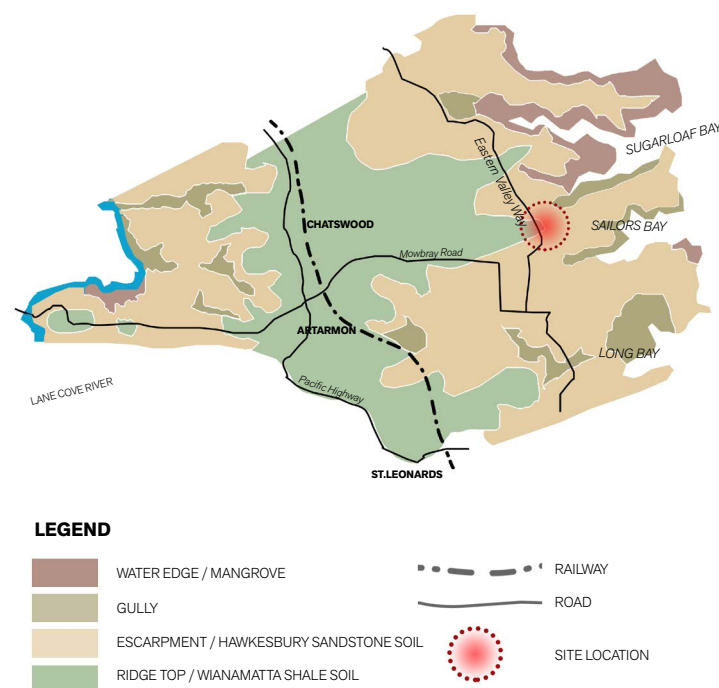 SUGARLOAF BAY
Eastern Valley Way
CHATSWOOD
SAILORS BAY
Mowbray Road
ARTARMON
LONG BAY
LANE COVE RIVER
Pacific Highway
ST.LEONARDS
LEGEND
WATER EDGE / MANGROVE
GULLY
ESCARPMENT / HAWKESBURY SANDSTONE SOIL
RIDGE TOP / WIANAMATTA SHALE SOIL
RAILWAY
ROAD
SITE LOCATION